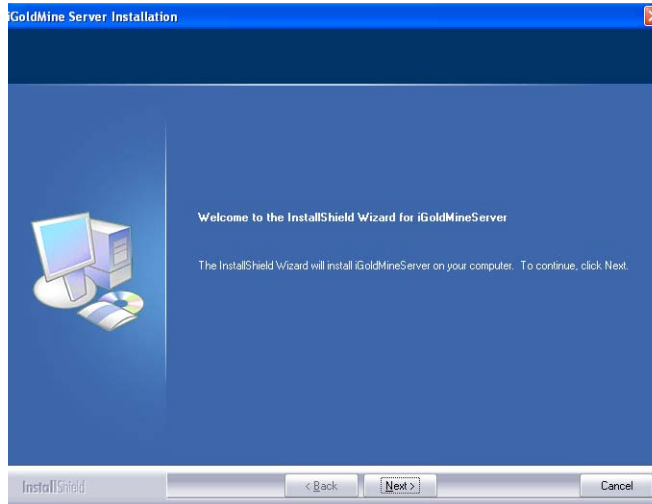 iGoldMine Server Installation
Welcome to the InstallShield Wizard for iGoldMineServer
The InstallShield Wizard will install iGoldMineServer on your computer. To continue, click Next.
InstallShield
< Back Next > Cancel